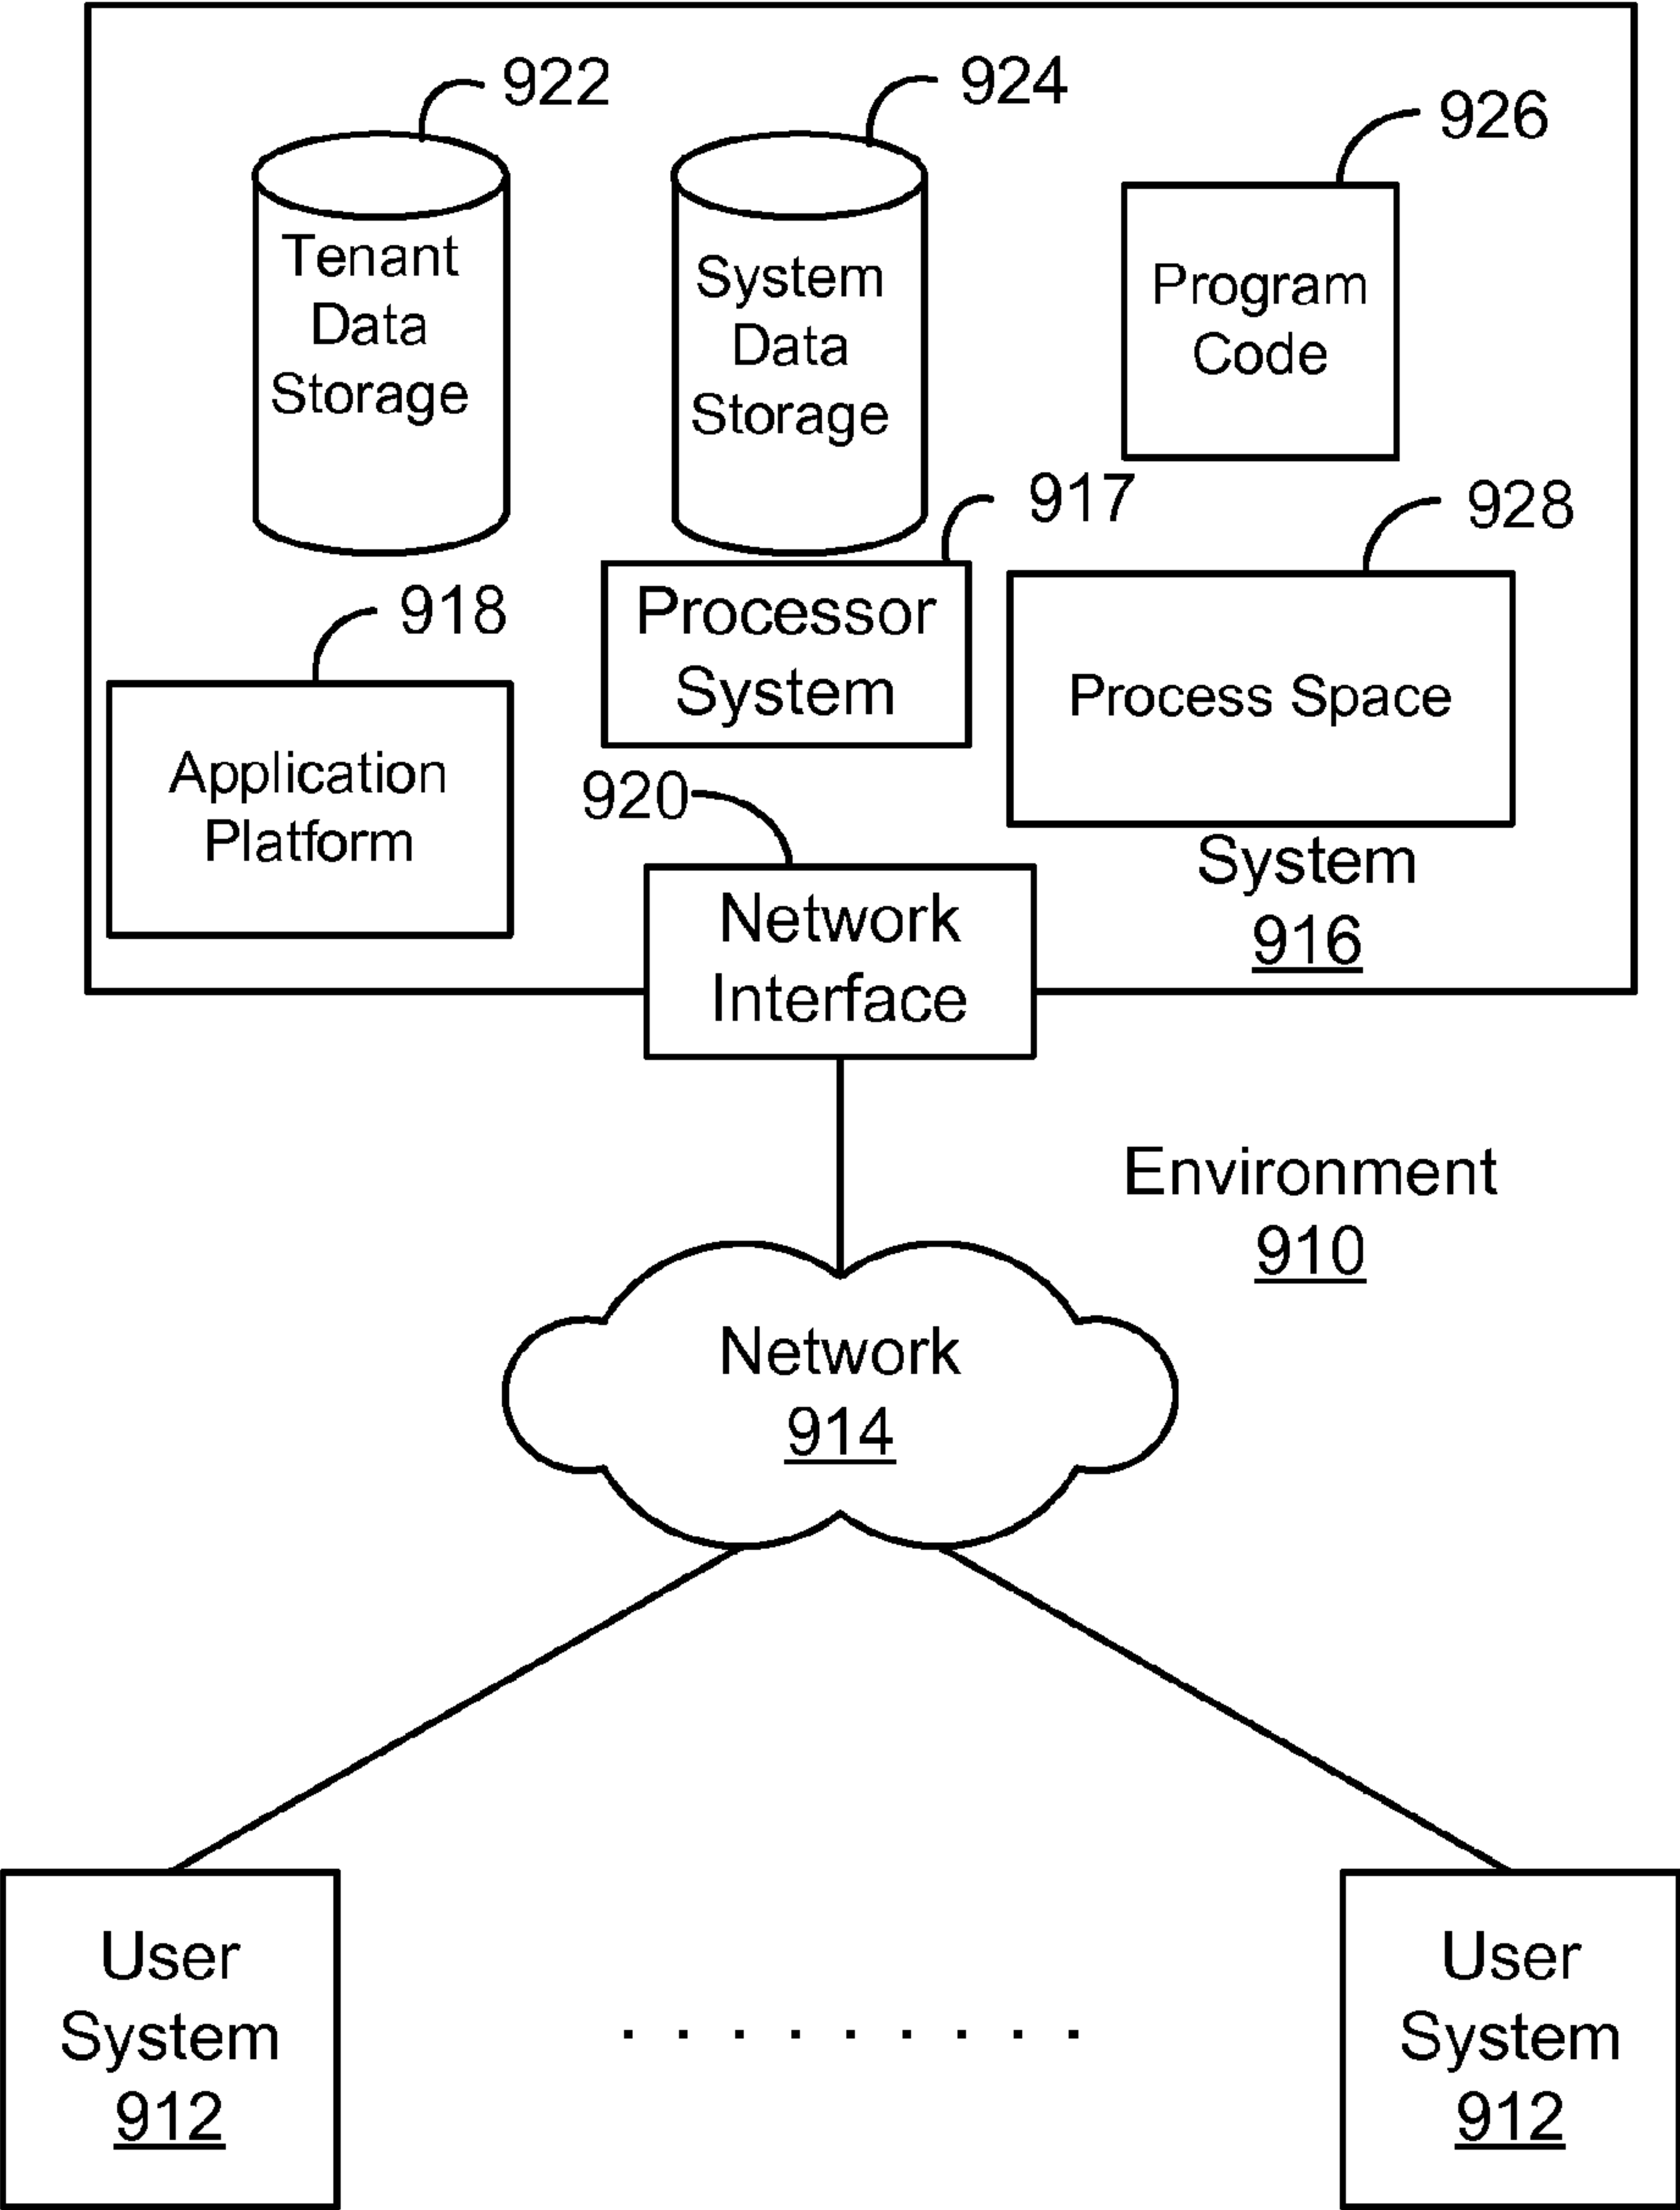 922
924
926
Tenant
Data
Storage
System
Data
Storage
Program
Code
917
928
918
Processor
System
Process Space
Application
Platform
920
System
916
Network
Interface
Environment
910
Network
914
User
System
912
. . . . . . . . .
User
System
912